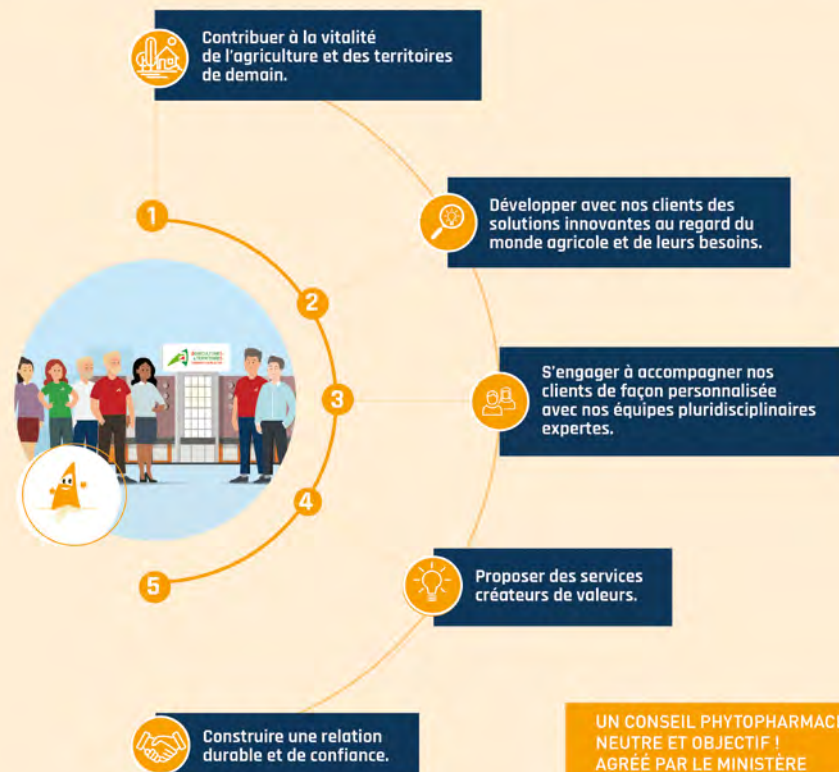 Contribuer à la vitalité
de l'agriculture et des territoires
de demain.
1
Développer avec nos clients des
solutions innovantes au regard du
monde agricole et de leurs besoins.
2
AGRICULTURES
& TERRITOIRES
3
S'engager à accompagner nos
clients de façon personnalisée
avec nos équipes pluridisciplinaires
expertes.
4
5
Proposer des services
créateurs de valeurs.
Construire une relation
durable et de confiance.
UN CONSEIL
NEUTRE ET OBJECTIF !
AGRÉÉ PAR LE MINISTÈRE